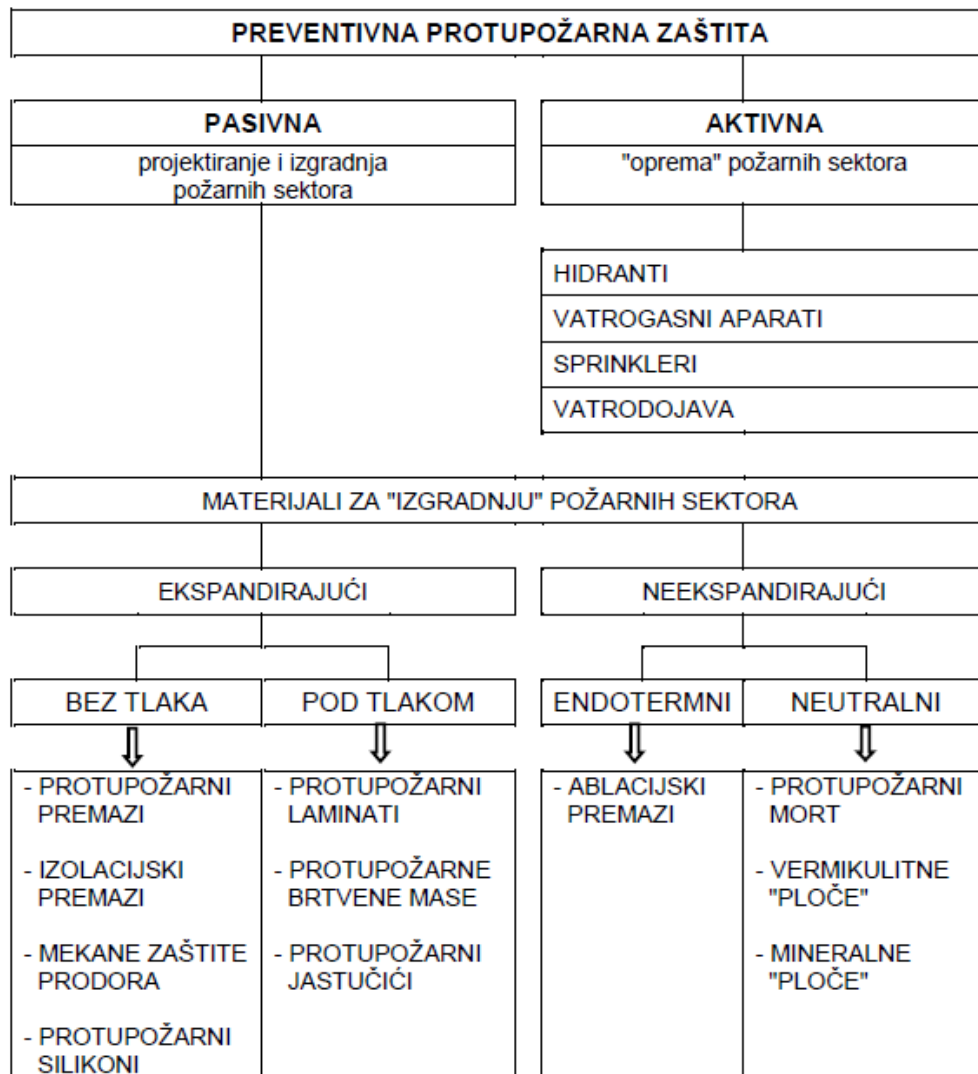 PREVENTIVNA PROTUPOŽARNA ZAŠTITA
PASIVNA
projektiranje i izgradnja
požarnih sektora
AKTIVNA
"oprema" požarnih sektora
HIDRANTI
VATROGASNI APARATI
SPRINKLERI
VATRODOJAVA
MATERIJALI ZA "IZGRADNJU" POŽARNIH SEKTORA
EKSPANDIRAJUĆI
NEEKSPANDIRAJUĆI
BEZ TLAKA
POD TLAKOM
ENDOTERMNI
NEUTRALNI
- PROTUPOŽARNI
PREMAZI
- IZOLACIJSKI
PREMAZI
- MEKANE ZAŠTITE
PRODORA
- PROTUPOŽARNI
SILIKONI
- PROTUPOŽARNI
LAMINATI
- PROTUPOŽARNE
BRTVENE MASE
- PROTUPOŽARNI
JASTUČIĆI
- ABLACIJSKI
PREMAZI
- PROTUPOŽARNI
MORT
- VERMIKULITNE
"PLOČE"
- MINERALNE
"PLOČE"